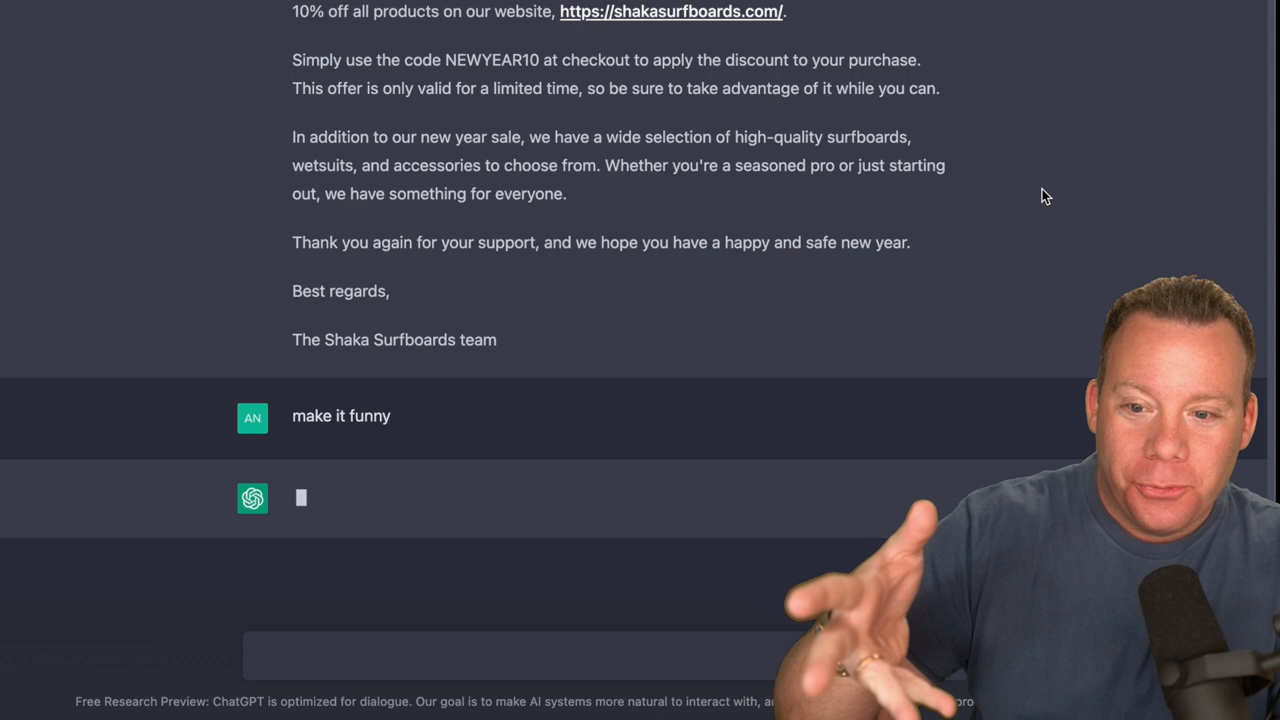 10% off all products on our website, https://shakasurfboards.com/.
Simply use the code NEWYEAR10 at checkout to apply the discount to your purchase.
This offer is only valid for a limited time, so be sure to take advantage of it while you can.
In addition to our new year sale, we have a wide selection of high-quality surfboards,
wetsuits, and accessories to choose from. Whether you're a seasoned pro or just starting
out, we have something for everyone.
Thank you again for your support, and we hope you have a happy and safe new year.
Best regards,
The Shaka Surfboards team
AN
make it funny
Free Research Preview: ChatGPT is optimized for dialogue. Our goal is to make AI systems more natural to interact with,